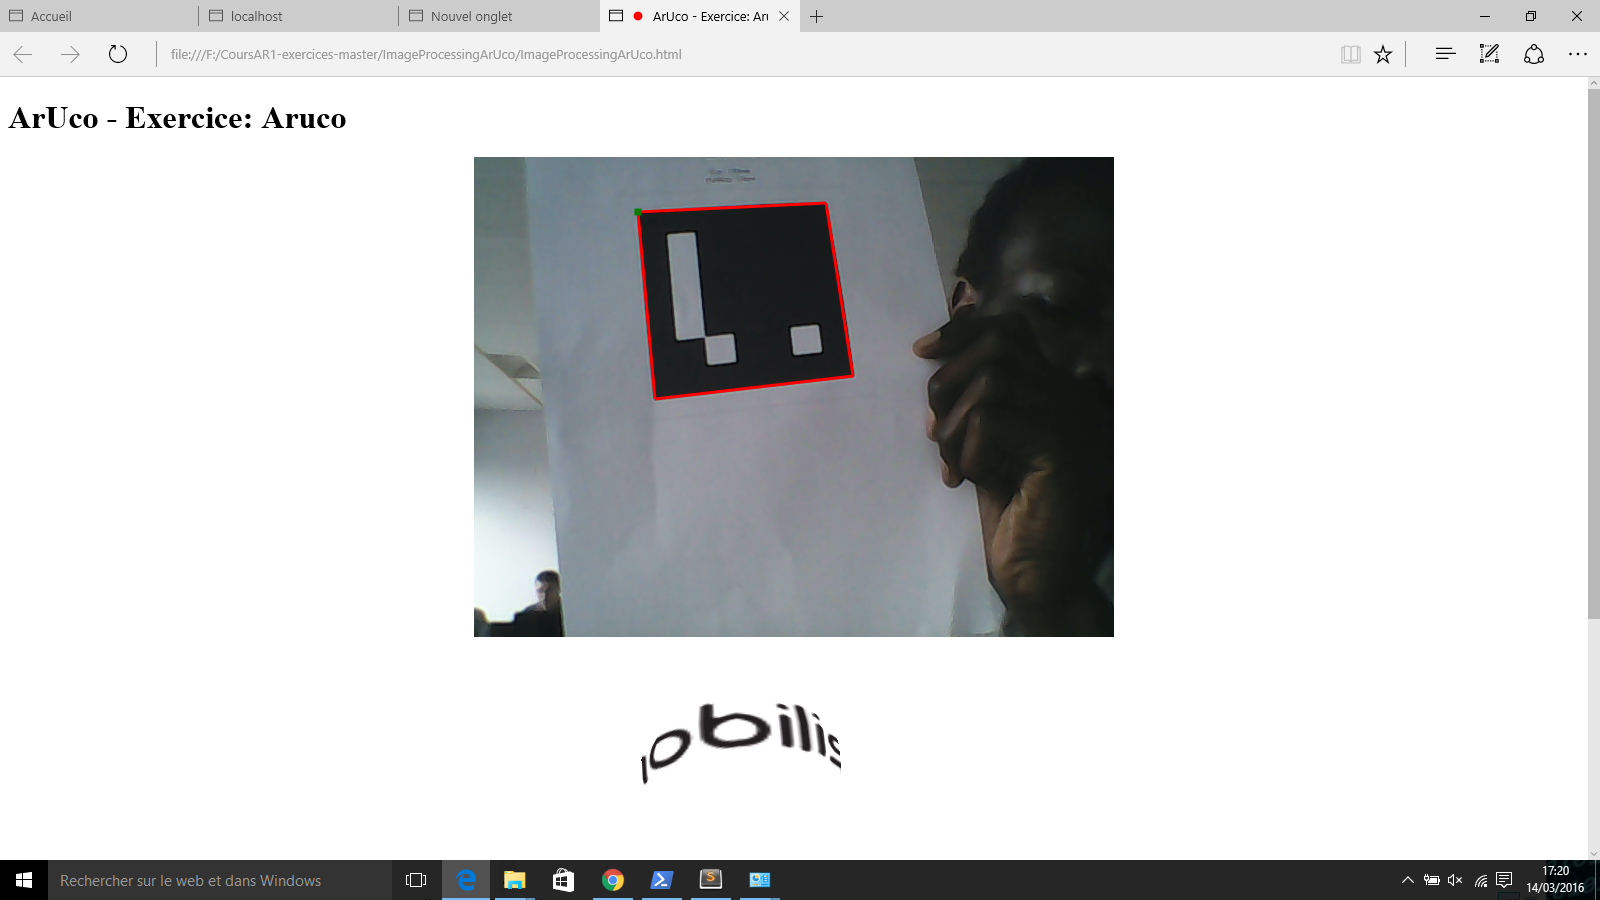 Accueil
localhost
Nouvel onglet
ArUco - Exercice: Aru
file:///F:/CoursAR1-exercices-master/ImageProcessingArUco/ImageProcessingArUco.html
ArUco - Exercice: Aruco
obilis
Rechercher sur le web et dans Windows
17:20
14/03/2016